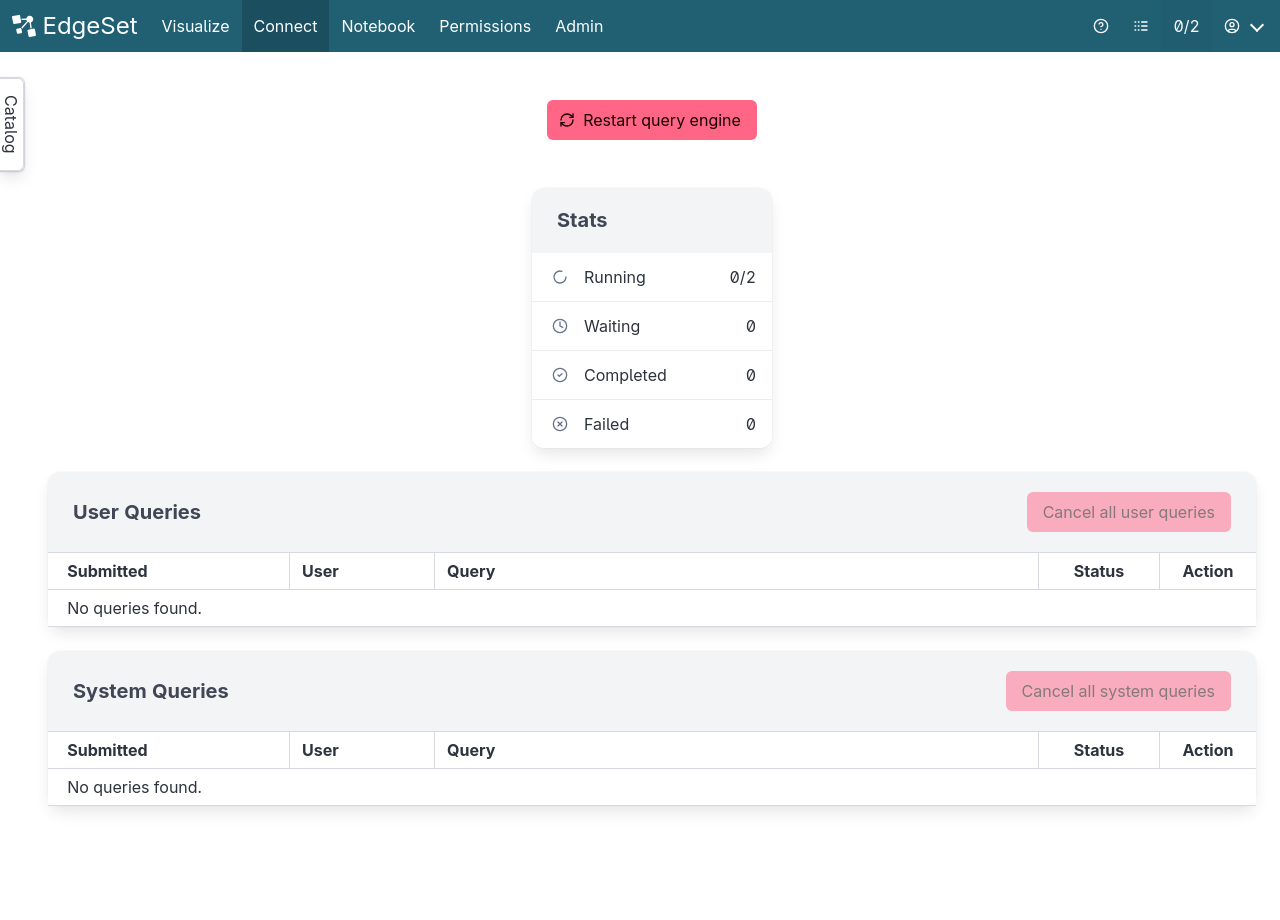 EdgeSet Visualize Connect Notebook Permissions Admin 0/2
Catalog
Restart query engine
Stats
Running 0/2
Waiting 0
Completed 0
Failed 0
User Queries Cancel all user queries
Submitted User Query Status Action
No queries found.
System Queries Cancel all system queries
Submitted User Query Status Action
No queries found.